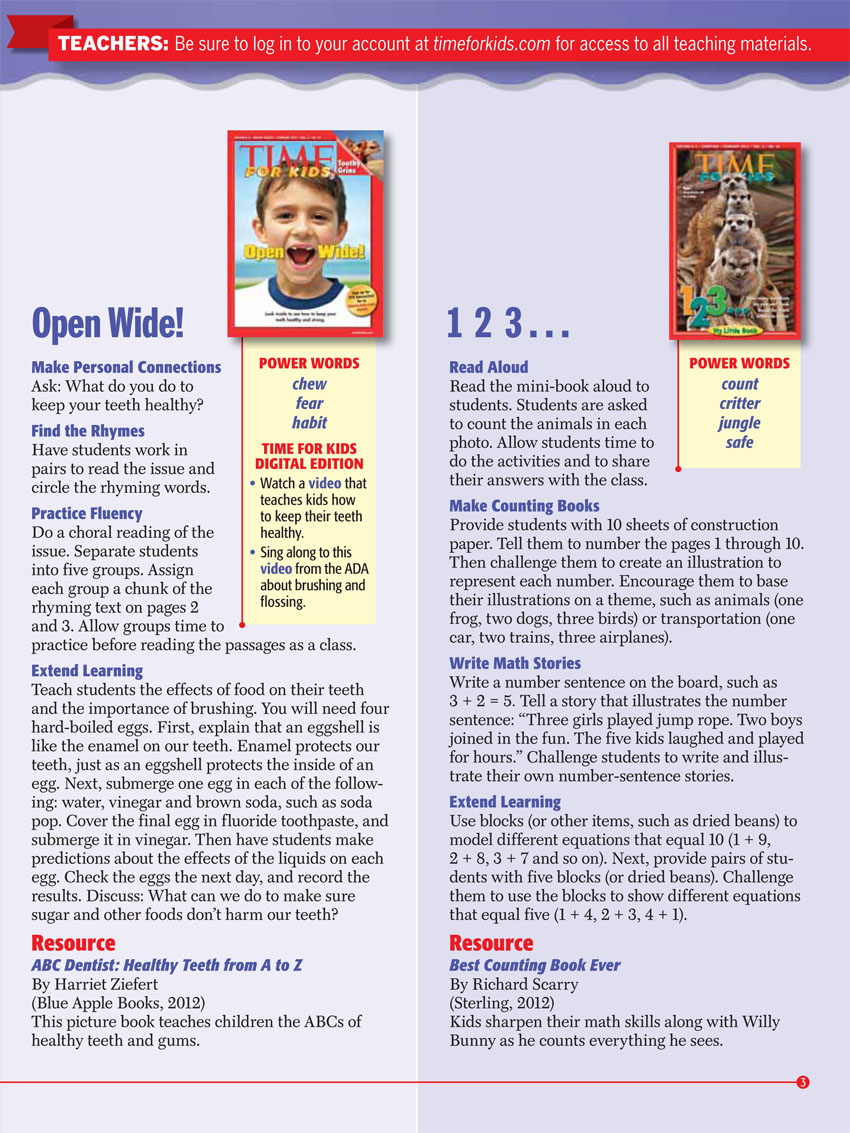 TEACHERS: Be sure to log in to your account at timeforkids.com for access to all teaching materials.
TIME
FOR KIDS
Toothy
Grins
Open Wide!
Look inside to see how to keep your
teeth healthy and strong.
Open Wide!
Make Personal Connections
Ask: What do you do to
keep your teeth healthy?
Find the Rhymes
Have students work in
pairs to read the issue and
circle the rhyming words.
Practice Fluency
Do a choral reading of the
issue. Separate students
into five groups. Assign
each group a chunk of the
rhyming text on pages 2
and 3. Allow groups time to
practice before reading the passages as a class.
POWER WORDS
chew
fear
habit
TIME FOR KIDS
DIGITAL EDITION
• Watch a video that
teaches kids how
to keep their teeth
healthy.
• Sing along to this
video from the ADA
about brushing and
flossing.
Extend Learning
Teach students the effects of food on their teeth
and the importance of brushing. You will need four
hard-boiled eggs. First, explain that an eggshell is
like the enamel on our teeth. Enamel protects our
teeth, just as an eggshell protects the inside of an
egg. Next, submerge one egg in each of the follow-
ing: water, vinegar and brown soda, such as soda
pop. Cover the final egg in fluoride toothpaste, and
submerge it in vinegar. Then have students make
predictions about the effects of the liquids on each
egg. Check the eggs the next day, and record the
results. Discuss: What can we do to make sure
sugar and other foods don't harm our teeth?
Resource
ABC Dentist: Healthy Teeth from A to Z
By Harriet Ziefert
(Blue Apple Books, 2012)
This picture book teaches children the ABCs of
healthy teeth and gums.
TIME
FOR KIDS
123...
My Little Book
1 2 3 . . .
Read Aloud
Read the mini-book aloud to
students. Students are asked
to count the animals in each
photo. Allow students time to
do the activities and to share
their answers with the class.
POWER WORDS
count
critter
jungle
safe
Make Counting Books
Provide students with 10 sheets of construction
paper. Tell them to number the pages 1 through 10.
Then challenge them to create an illustration to
represent each number. Encourage them to base
their illustrations on a theme, such as animals (one
frog, two dogs, three birds) or transportation (one
car, two trains, three airplanes).
Write Math Stories
Write a number sentence on the board, such as
3 + 2 = 5. Tell a story that illustrates the number
sentence: “Three girls played jump rope. Two boys
joined in the fun. The five kids laughed and played
for hours.” Challenge students to write and illus-
trate their own number-sentence stories.
Extend Learning
Use blocks (or other items, such as dried beans) to
model different equations that equal 10 (1 + 9,
2 + 8, 3 + 7 and so on). Next, provide pairs of stu-
dents with five blocks (or dried beans). Challenge
them to use the blocks to show different equations
that equal five (1 + 4, 2 + 3, 4 + 1).
Resource
Best Counting Book Ever
By Richard Scarry
(Sterling, 2012)
Kids sharpen their math skills along with Willy
Bunny as he counts everything he sees.
3